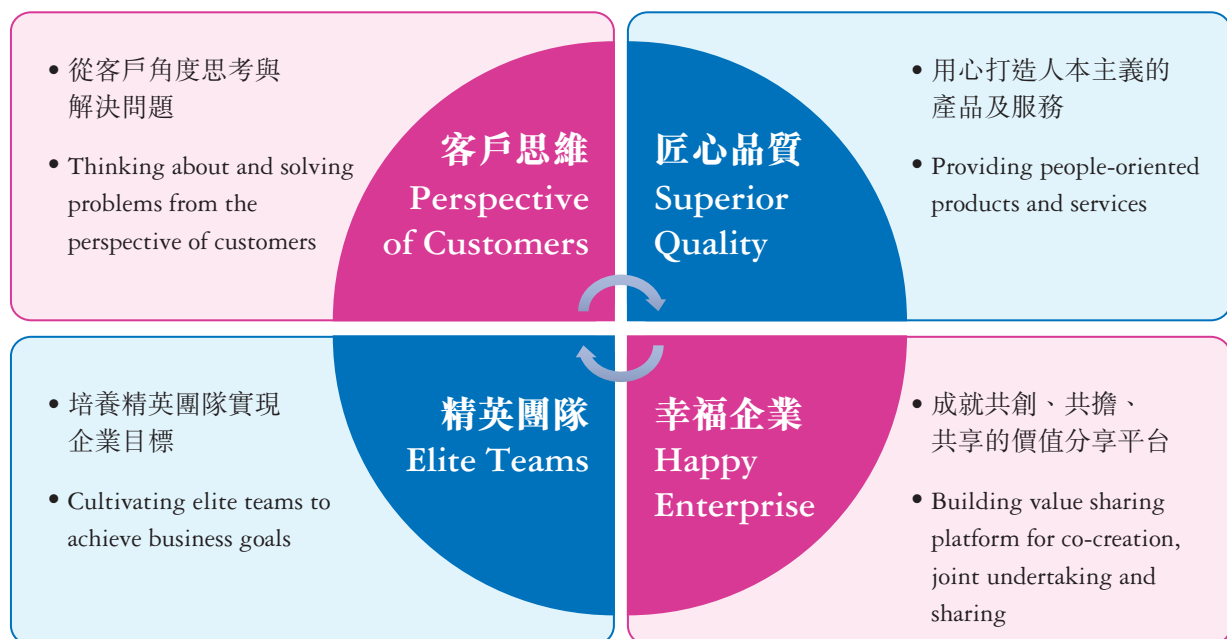 • 從客戶角度思考與
解決問題
• Thinking about and solving
problems from the
perspective of customers
客戶思維
Perspective
of Customers
匠心品質
Superior
Quality
• 用心打造人本主義的
產品及服務
• Providing people-oriented
products and services
• 培養精英團隊實現
企業目標
• Cultivating elite teams to
achieve business goals
精英團隊
Elite Teams
幸福企業
Happy
Enterprise
• 成就共創、共擔、
共享的價值分享平台
• Building value sharing
platform for co-creation,
joint undertaking and
sharing